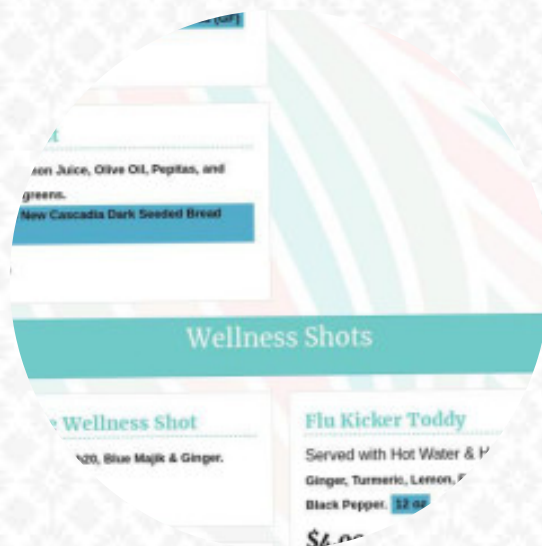 (GF)
Juice, Olive Oil, Pepitas, and
greens.
New Cascadia Dark Seeded Bread
Wellness Shots
Wellness Shot
Blue Majik & Ginger.
Flu Kicker Toddy
Served with Hot Water &
Ginger, Turmeric, Lemon,
Black Pepper. 12 oz